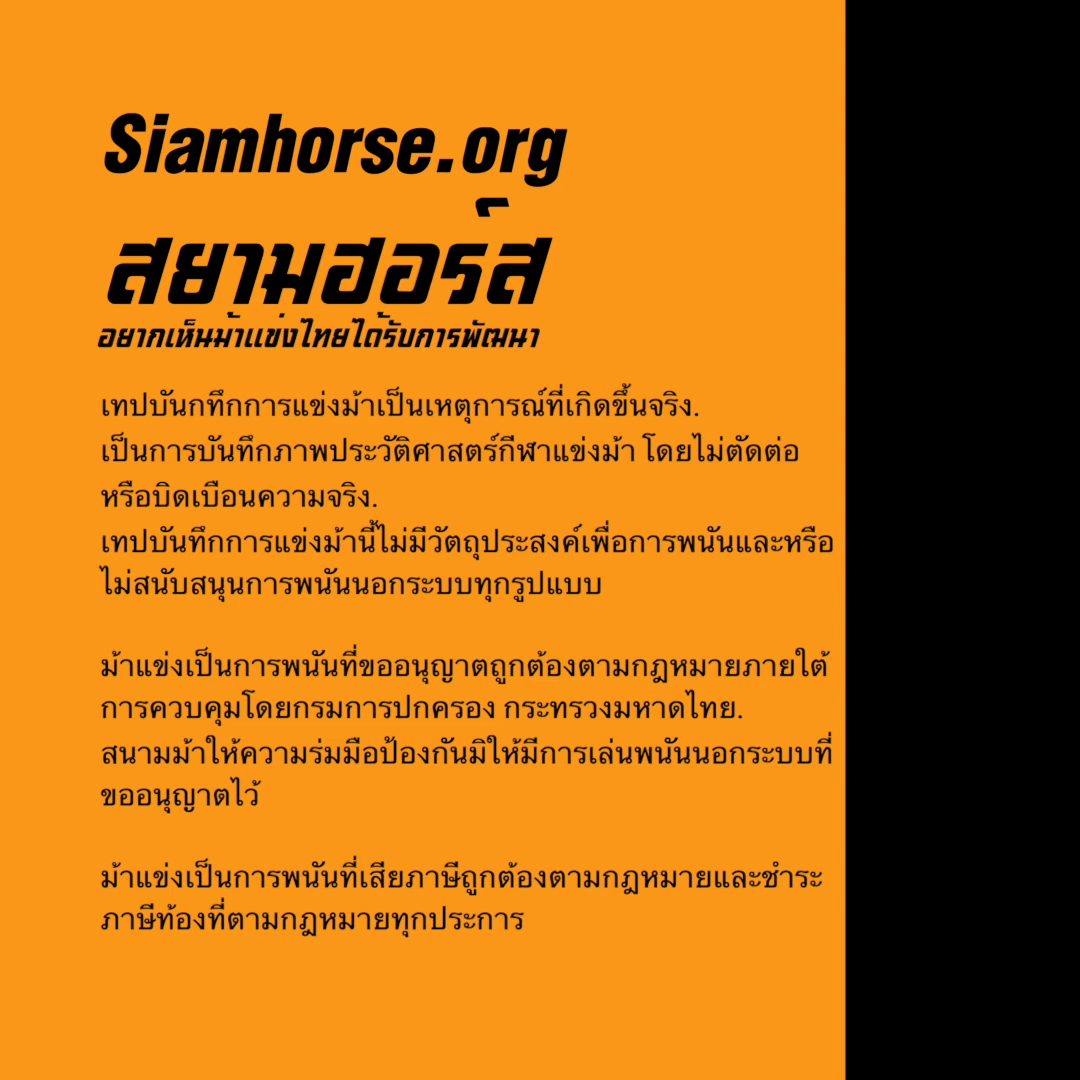 Siamhorse.org
สยามฮอร์ส
อยากเห็นม้าแข่งไทยได้รับการพัฒนา
เทปบันกทึกการแข่งม้าเป็นเหตุการณ์ที่เกิดขึ้นจริง.
เป็นการบันทึกภาพประวัติศาสตร์กีฬาแข่งม้า โดยไม่ตัดต่อ
หรือบิดเบือนความจริง.
เทปบันทึกการแข่งม้านี้ไม่มีวัตถุประสงค์เพื่อการพนันและหรือ
ไม่สนับสนุนการพนันนอกระบบทุกรูปแบบ
ม้าแข่งเป็นการพนันที่ขออนุญาตถูกต้องตามกฎหมายภายใต้
การควบคุมโดยกรมการปกครอง กระทรวงมหาดไทย.
สนามม้าให้ความร่มมือป้องกันมิให้มีการเล่นพนันนอกระบบที่
ขออนุญาตไว้
ม้าแข่งเป็นการพนันที่เสียภาษีถูกต้องตามกฎหมายและชำระ
ภาษีท้องที่ตามกฎหมายทุกประการ